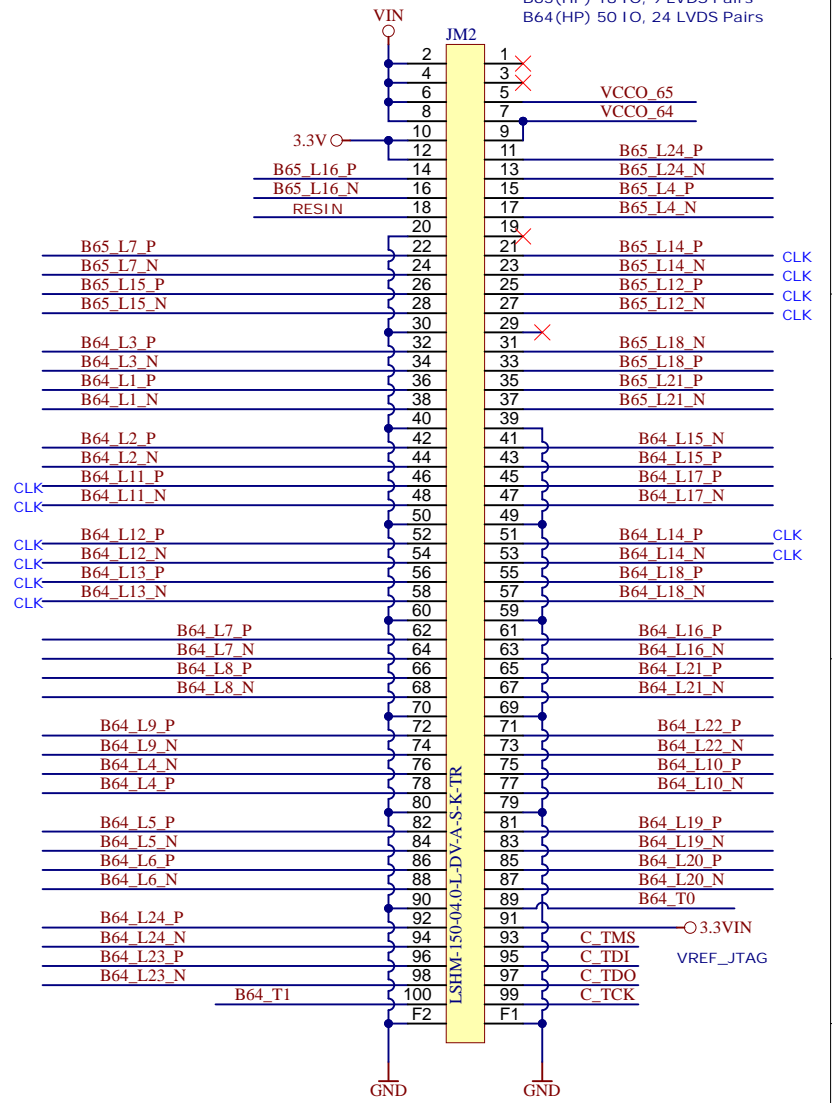 B64(HP) 50 IO, 24 LVDS Pairs
VIN
JM2
2 1
4 3
6 5 VCCO_65
8 7 VCCO_64
3.3V 10 9
12 11 B65_L24_P
B65_L16_P 14 13 B65_L24_N
B65_L16_N 16 15 B65_L4_P
RESIN 18 17 B65_L4_N
20 19
B65_L7_P 22 21 B65_L14_P CLK
B65_L7_N 24 23 B65_L14_N CLK
B65_L15_P 26 25 B65_L12_P CLK
B65_L15_N 28 27 B65_L12_N CLK
30 29
B64_L3_P 32 31 B65_L18_N
B64_L3_N 34 33 B65_L18_P
B64_L1_P 36 35 B65_L21_P
B64_L1_N 38 37 B65_L21_N
40 39
B64_L2_P 42 41 B64_L15_N
B64_L2_N 44 43 B64_L15_P
CLK B64_L11_P 46 45 B64_L17_P
CLK B64_L11_N 48 47 B64_L17_N
50 49
CLK B64_L12_P 52 51 B64_L14_P CLK
CLK B64_L12_N 54 53 B64_L14_N CLK
CLK B64_L13_P 56 55 B64_L18_P
CLK B64_L13_N 58 57 B64_L18_N
60 59
B64_L7_P 62 61 B64_L16_P
B64_L7_N 64 63 B64_L16_N
B64_L8_P 66 65 B64_L21_P
B64_L8_N 68 67 B64_L21_N
70 69
B64_L9_P 72 71 B64_L22_P
B64_L9_N 74 73 B64_L22_N
B64_L4_N 76 75 B64_L10_P
B64_L4_P 78 77 B64_L10_N
80 79
B64_L5_P 82 81 B64_L19_P
B64_L5_N 84 83 B64_L19_N
B64_L6_P 86 85 B64_L20_P
B64_L6_N 88 87 B64_L20_N
90 89 B64_T0
B64_L24_P 92 91 3.3VIN
B64_L24_N 94 93 C_TMS
B64_L23_P 96 95 C_TDI VREF_JTAG
B64_L23_N 98 97 C_TDO
B64_T1 100 99 C_TCK
F2 F1
LSHM-150-04.0-L-DV-A-S-K-TR
GND GND